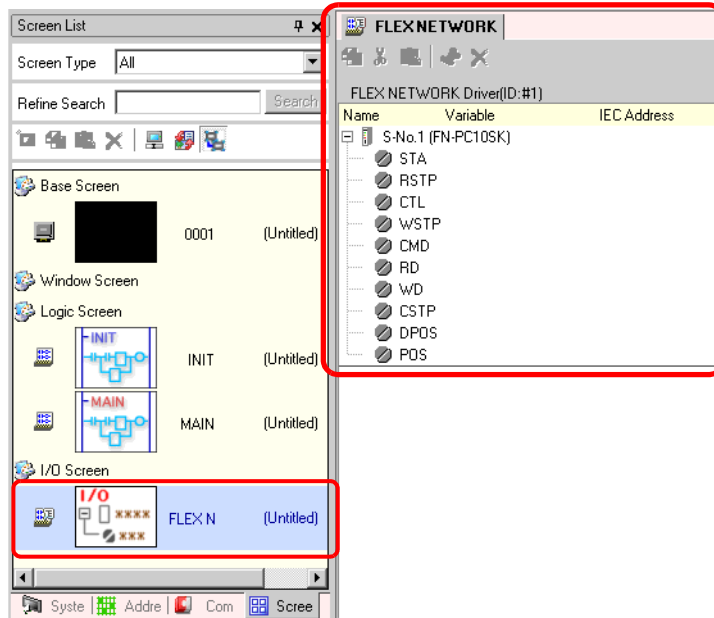 Screen List
Screen Type All
Refine Search Search
Base Screen
0001 (Untitled)
Window Screen
Logic Screen
INIT
INIT (Untitled)
MAIN
MAIN (Untitled)
I/O Screen
I/O
****
***
FLEX N (Untitled)
Syste Addre Com Scree
FLEX NETWORK
FLEX NETWORK Driver(ID:#1)
Name Variable IEC Address
S-No.1 (FN-PC10SK)
STA
RSTP
CTL
WSTP
CMD
RD
WD
CSTP
DPOS
POS